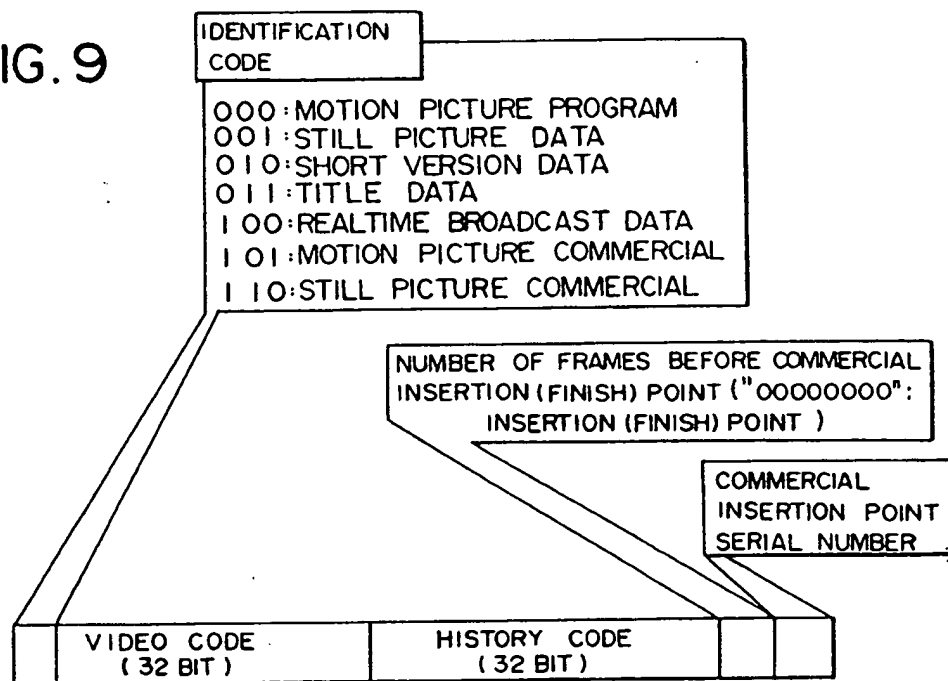 IG. 9
IDENTIFICATION
CODE
000:MOTION PICTURE PROGRAM
001:STILL PICTURE DATA
010:SHORT VERSION DATA
011:TITLE DATA
100:REALTIME BROADCAST DATA
101:MOTION PICTURE COMMERCIAL
110:STILL PICTURE COMMERCIAL
NUMBER OF FRAMES BEFORE COMMERCIAL
INSERTION (FINISH) POINT ("00000000":
INSERTION (FINISH) POINT )
COMMERCIAL
INSERTION POINT
SERIAL NUMBER
VIDEO CODE
(32 BIT)
HISTORY CODE
(32 BIT)